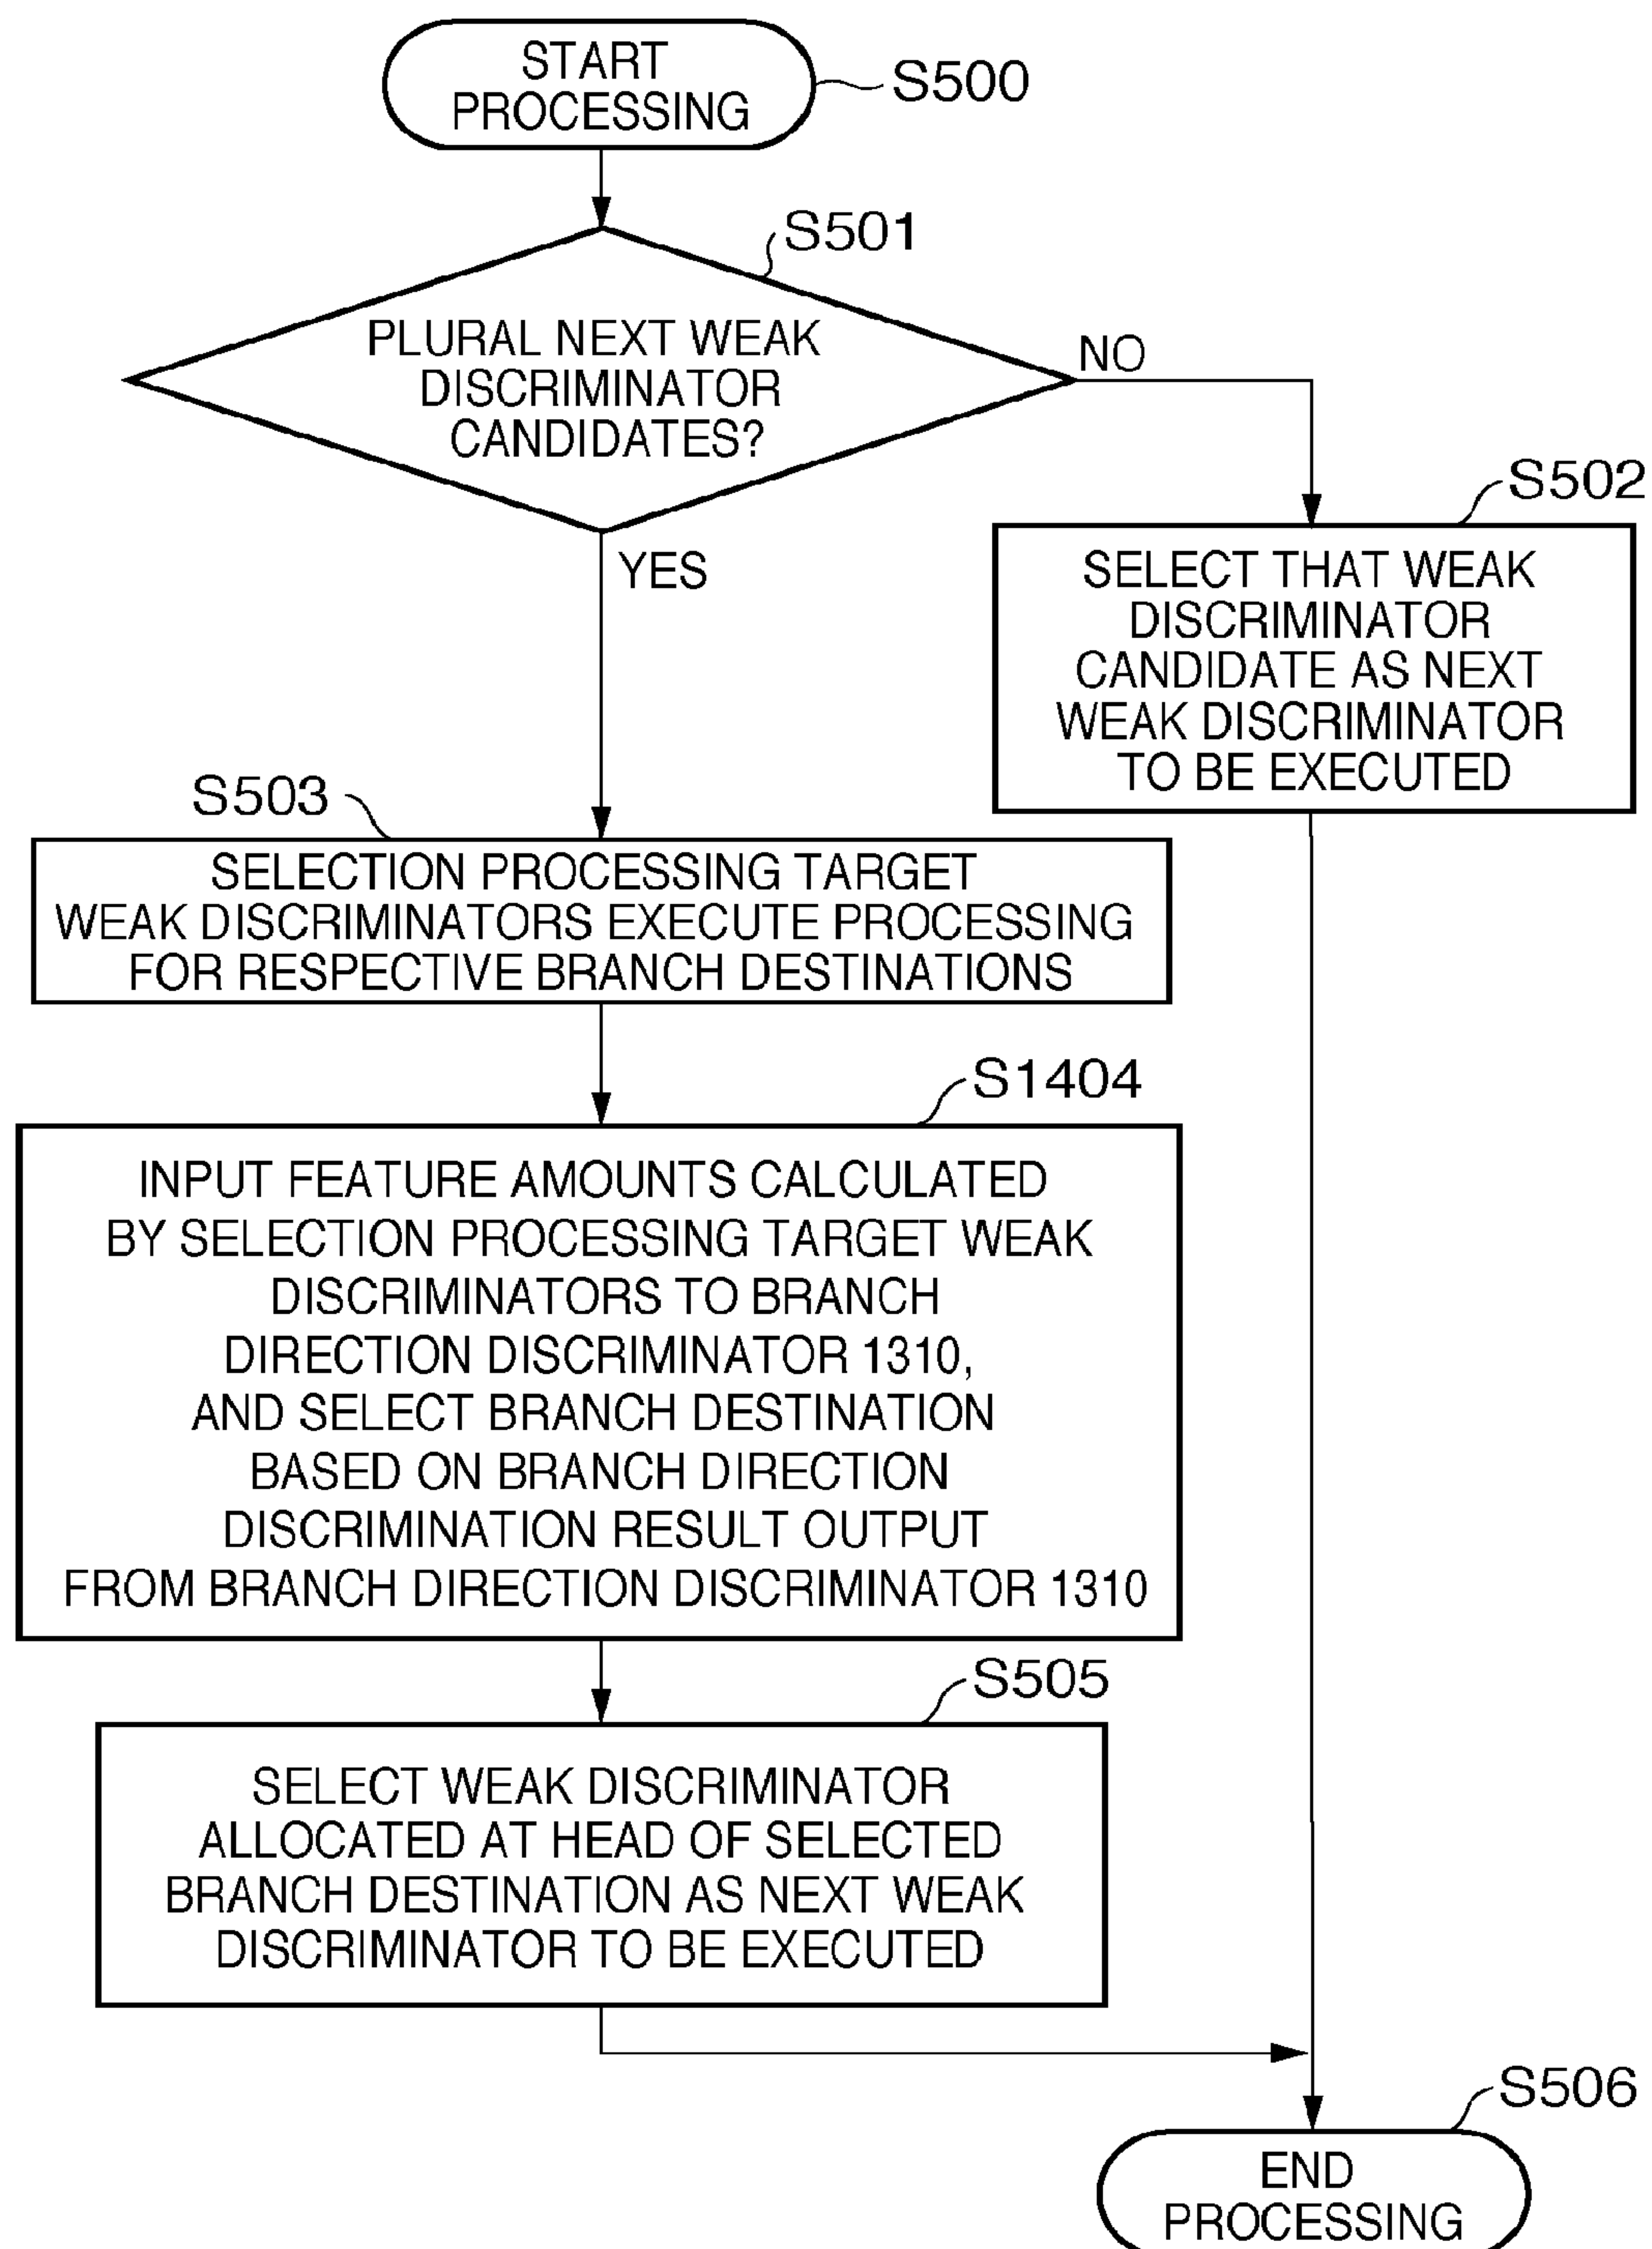 START
PROCESSING
S500
S501
PLURAL NEXT WEAK
DISCRIMINATOR
CANDIDATES?
NO
YES
S502
SELECT THAT WEAK
DISCRIMINATOR
CANDIDATE AS NEXT
WEAK DISCRIMINATOR
TO BE EXECUTED
S503
SELECTION PROCESSING TARGET
WEAK DISCRIMINATORS EXECUTE PROCESSING
FOR RESPECTIVE BRANCH DESTINATIONS
S1404
INPUT FEATURE AMOUNTS CALCULATED
BY SELECTION PROCESSING TARGET WEAK
DISCRIMINATORS TO BRANCH
DIRECTION DISCRIMINATOR 1310,
AND SELECT BRANCH DESTINATION
BASED ON BRANCH DIRECTION
DISCRIMINATION RESULT OUTPUT
FROM BRANCH DIRECTION DISCRIMINATOR 1310
S505
SELECT WEAK DISCRIMINATOR
ALLOCATED AT HEAD OF SELECTED
BRANCH DESTINATION AS NEXT WEAK
DISCRIMINATOR TO BE EXECUTED
S506
END
PROCESSING